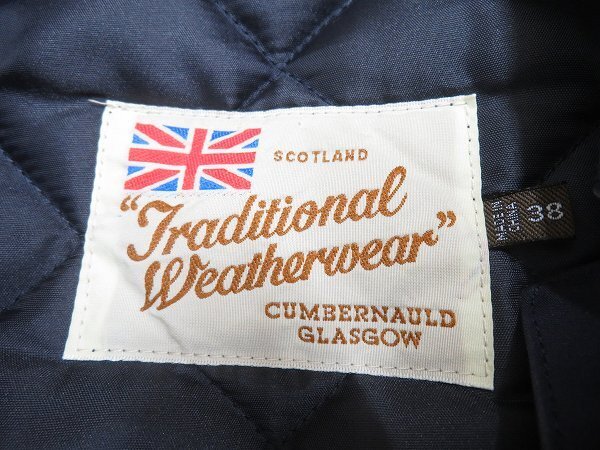 SCOTLAND
"Traditional
Weatherwear"
CUMBERNAULD
GLASGOW
MADE IN
CHINA
38